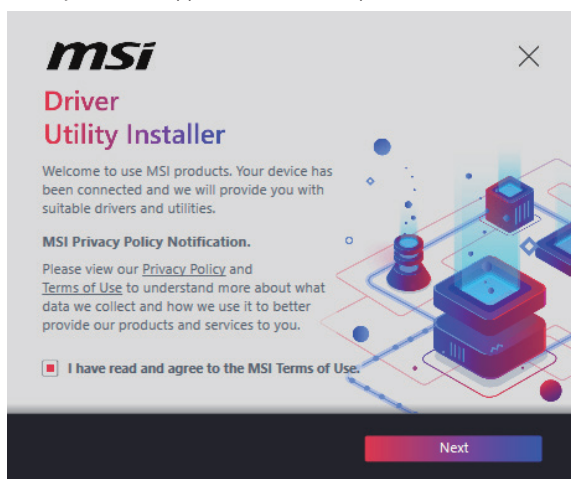 msi
Driver
Utility Installer
Welcome to use MSI products. Your device has
been connected and we will provide you with
suitable drivers and utilities.
MSI Privacy Policy Notification.
Please view our Privacy Policy and
Terms of Use to understand more about what
data we collect and how we use it to better
provide our products and services to you.
I have read and agree to the MSI Terms of Use.
Next